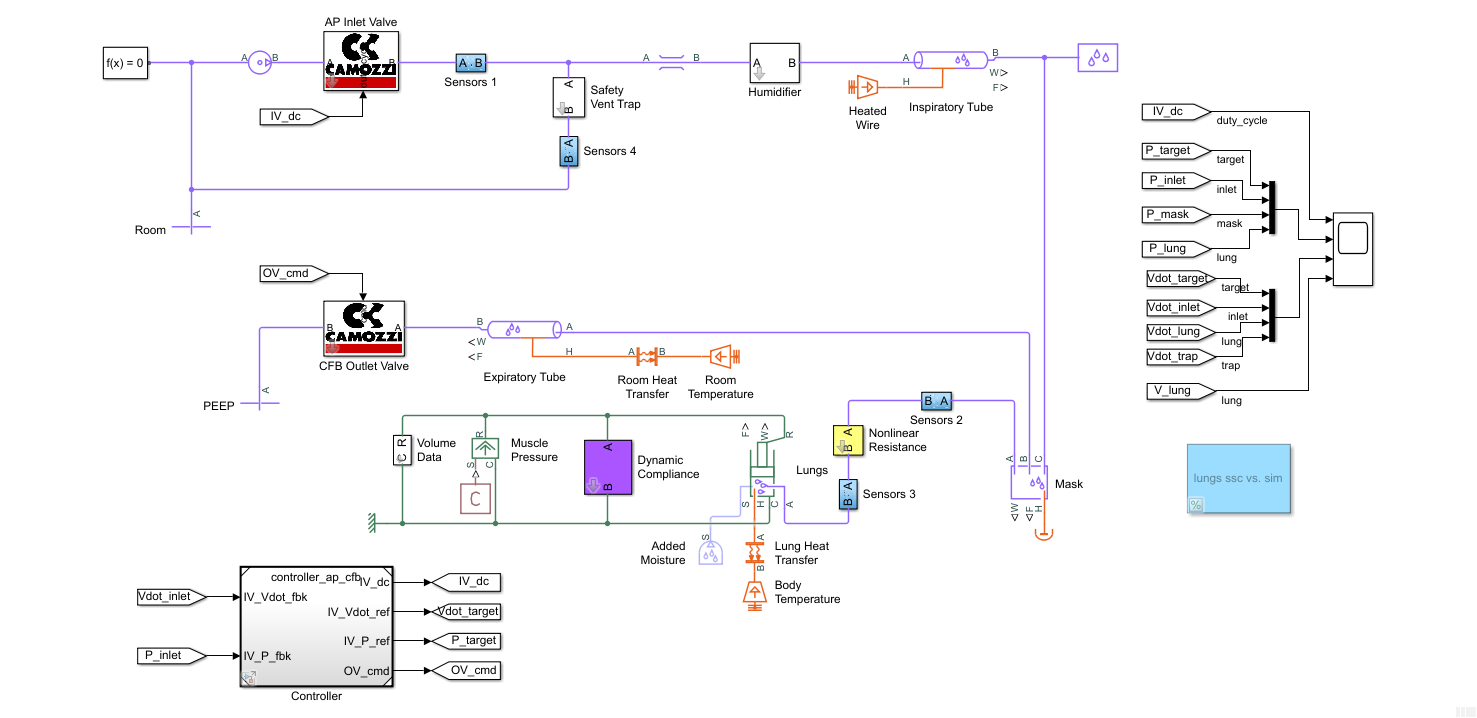 AP Inlet Valve
f(x) = 0
A
B
A
CAMOZZI
B
A B
Sensors 1
IV_dc
A
B
Safety
Vent Trap
B A
Sensors 4
A
B
A
B
Humidifier
Heated
Wire
H
A
B
W
F
Inspiratory Tube
A
Room
IV_dc
duty_cycle
P_target
target
P_inlet
inlet
P_mask
mask
P_lung
lung
Vdot_target
target
Vdot_inlet
inlet
Vdot_lung
lung
Vdot_trap
trap
V_lung
lung
OV_cmd
B
A
CAMOZZI
CFB Outlet Valve
A
PEEP
B
W
F
A
H
Expiratory Tube
A
B
Room Heat
Transfer
Room
Temperature
C R
Volume
Data
R
S
C
Muscle
Pressure
C
A
B
Dynamic
Compliance
F
W
R
Lungs
S
H
C
A
S
Added
Moisture
A
B
Lung Heat
Transfer
Body
Temperature
B A
Sensors 2
A
B
Nonlinear
Resistance
B A
Sensors 3
A
B
C
Mask
W
F
H
lungs ssc vs. sim
%
Vdot_inlet
P_inlet
controller_ap_cfb
IV_Vdot_fbk
IV_P_fbk
IV_dc
IV_Vdot_ref
IV_P_ref
OV_cmd
Controller
IV_dc
Vdot_target
P_target
OV_cmd